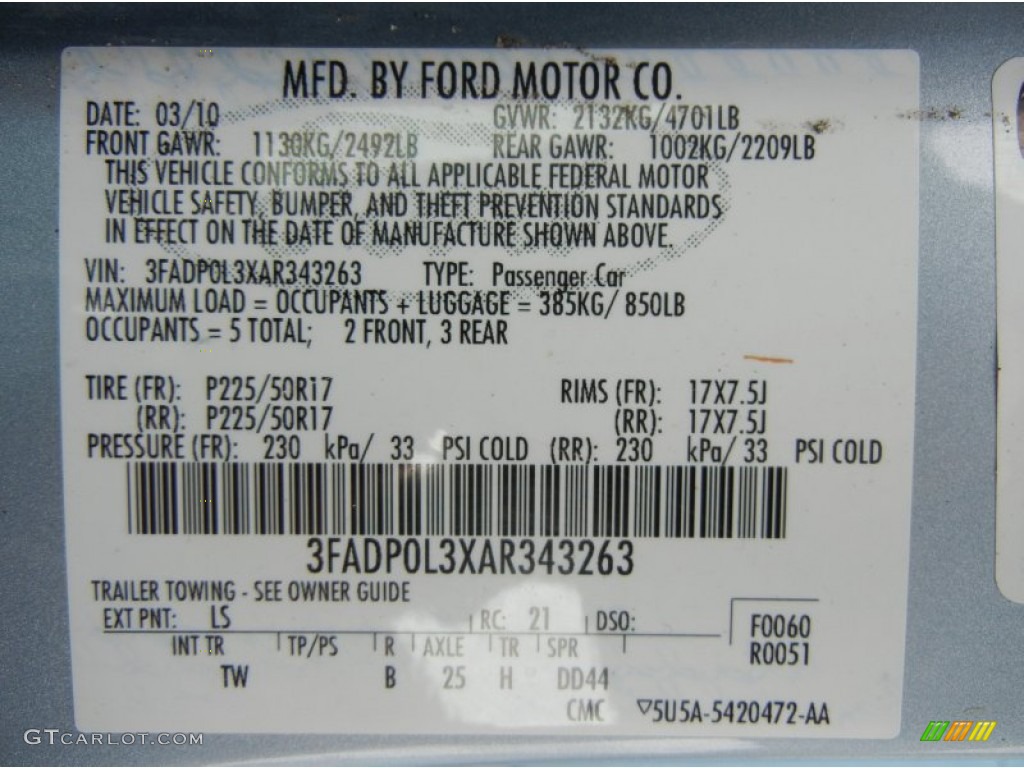 MFD. BY FORD MOTOR CO.
DATE: 03/10 GVWR: 2132KG/4701LB
FRONT GAWR: 1130KG/2492LB REAR GAWR: 1002KG/2209LB
THIS VEHICLE CONFORMS TO ALL APPLICABLE FEDERAL MOTOR
VEHICLE SAFETY, BUMPER, AND THEFT PREVENTION STANDARDS
IN EFFECT ON THE DATE OF MANUFACTURE SHOWN ABOVE.
VIN: 3FADP0L3XAR343263 TYPE: Passenger Car
MAXIMUM LOAD = OCCUPANTS + LUGGAGE = 385KG/ 850LB
OCCUPANTS = 5 TOTAL; 2 FRONT, 3 REAR
TIRE (FR): P225/50R17 RIMS (FR): 17X7.5J
(RR): P225/50R17 (RR): 17X7.5J
PRESSURE (FR): 230 kPa/ 33 PSI COLD (RR): 230 kPa/ 33 PSI COLD
3FADP0L3XAR343263
TRAILER TOWING - SEE OWNER GUIDE
EXT PNT: LS RC: 21 DSO: F0060
INT TR TP/PS R AXLE TR SPR R0051
TW B 25 H DD44
CMC ▽5U5A-5420472-AA
GTCARLOT.COM